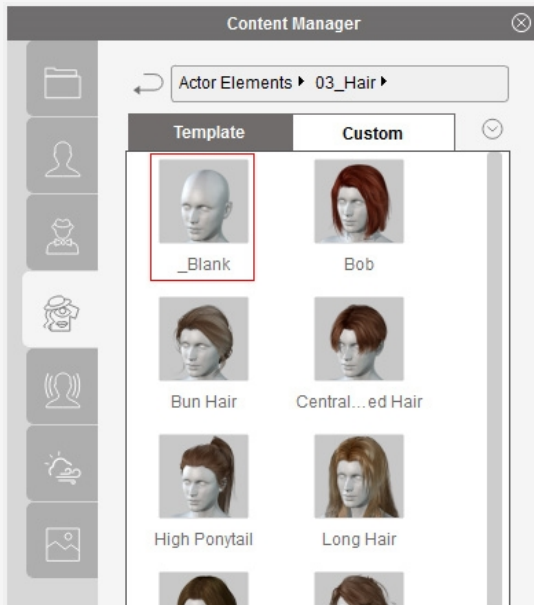 Content Manager
Actor Elements 03_Hair
Template Custom
_Blank Bob
Bun Hair Central...ed Hair
High Ponytail Long Hair